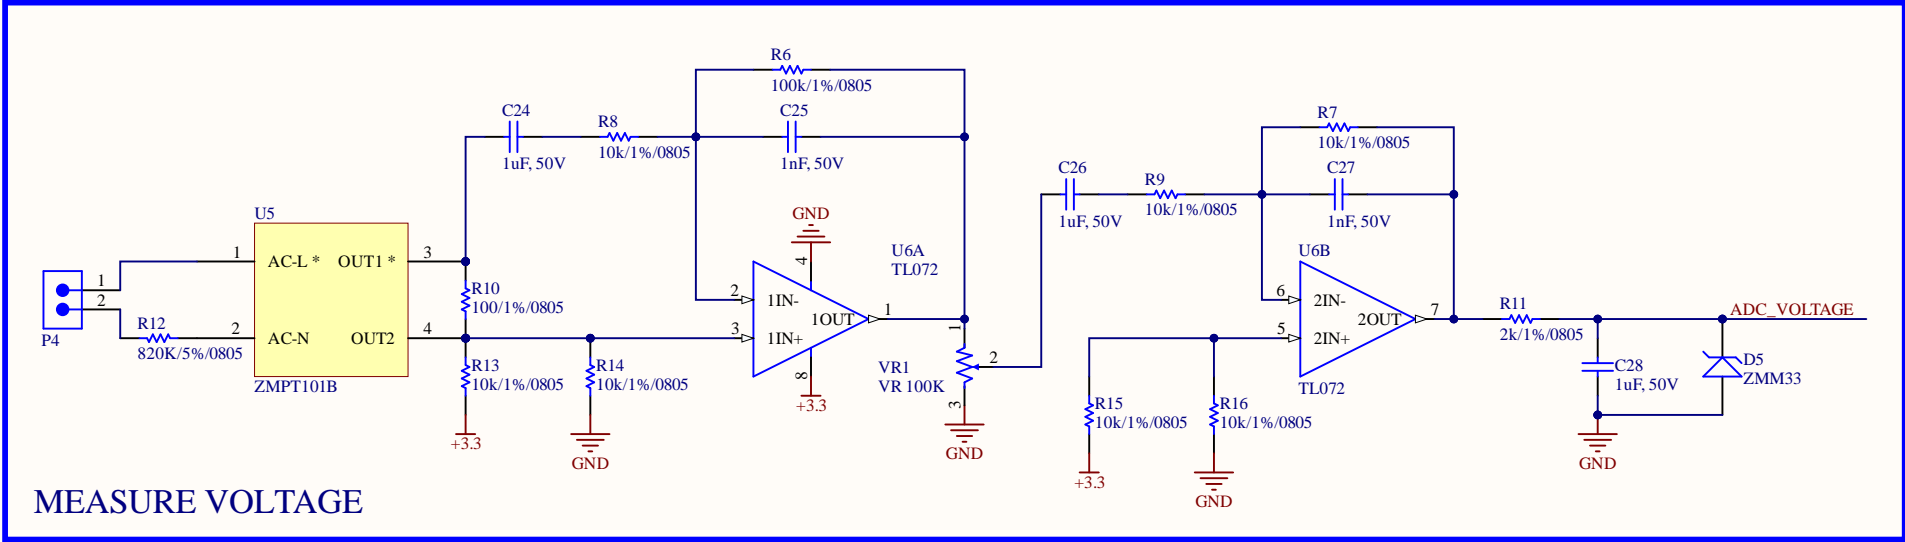 R6
100k/1%/0805
C24
1uF, 50V
R8
10k/1%/0805
C25
1nF, 50V
R7
10k/1%/0805
C26
1uF, 50V
R9
10k/1%/0805
C27
1nF, 50V
U5
1 AC-L * OUT1 * 3
2 AC-N OUT2 4
ZMPT101B
1
2
P4
R12
820K/5%/0805
R10
100/1%/0805
R13
10k/1%/0805
+3.3
R14
10k/1%/0805
GND
GND
4
U6A
TL072
2 1IN-
1OUT 1
3 1IN+
8
+3.3
1
VR1
VR 100K
2
3
GND
U6B
6 2IN-
2OUT 7
5 2IN+
TL072
R15
10k/1%/0805
+3.3
R16
10k/1%/0805
GND
R11
2k/1%/0805
ADC_VOLTAGE
C28
1uF, 50V
D5
ZMM33
GND
MEASURE VOLTAGE